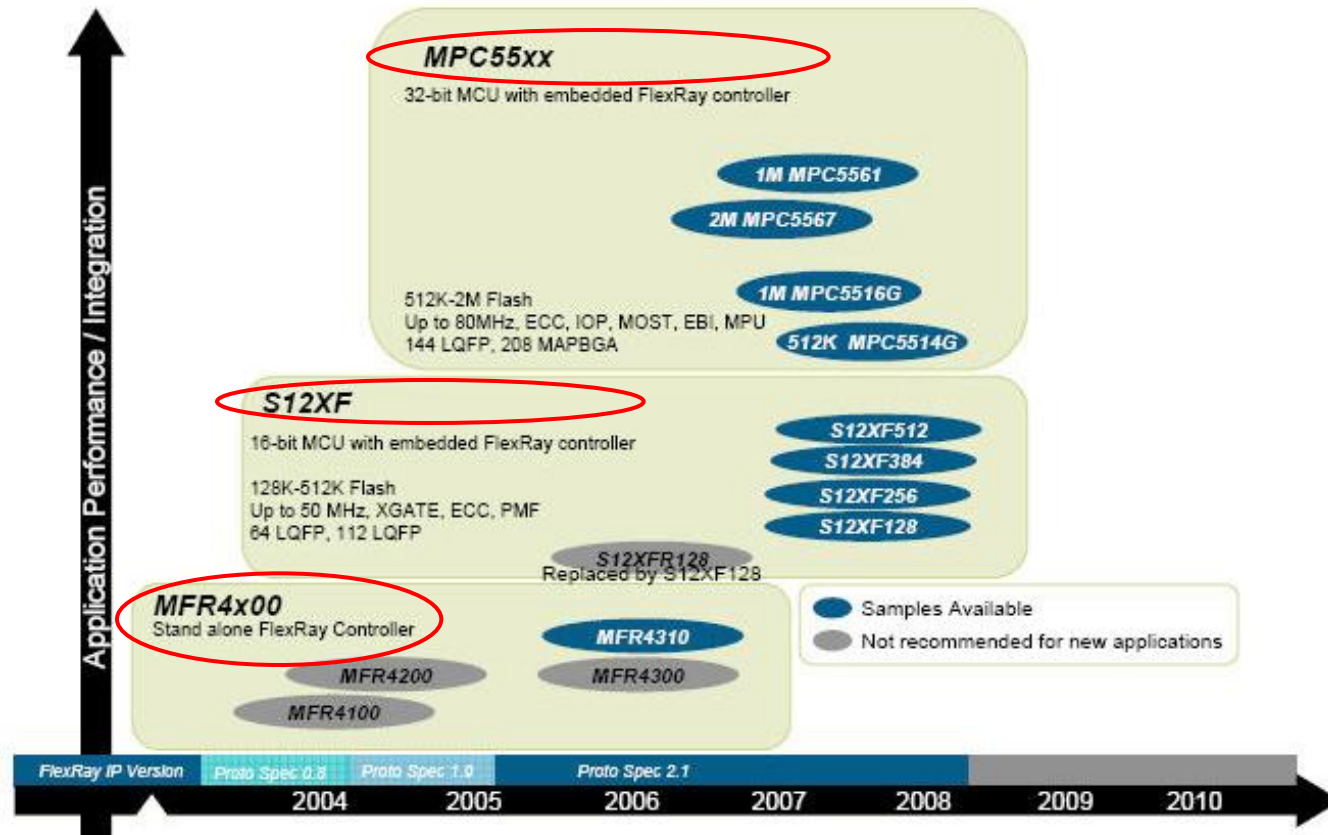 Application Performance / Integration
MPC55xx
32-bit MCU with embedded FlexRay controller
1M MPC5561
2M MPC5567
512K-2M Flash
Up to 80MHz, ECC, IOP, MOST, EBI, MPU
144 LQFP, 208 MAPBGA
1M MPC5516G
512K MPC5514G
S12XF
16-bit MCU with embedded FlexRay controller
128K-512K Flash
Up to 50 MHz, XGATE, ECC, PMF
64 LQFP, 112 LQFP
S12XF512
S12XF384
S12XF256
S12XF128
S12XFR128
Replaced by S12XF128
MFR4x00
Stand alone FlexRay Controller
MFR4310
MFR4200
MFR4300
MFR4100
Samples Available
Not recommended for new applications
FlexRay IP Version
Proto Spec 0.8
Proto Spec 1.0
Proto Spec 2.1
2004
2005
2006
2007
2008
2009
2010